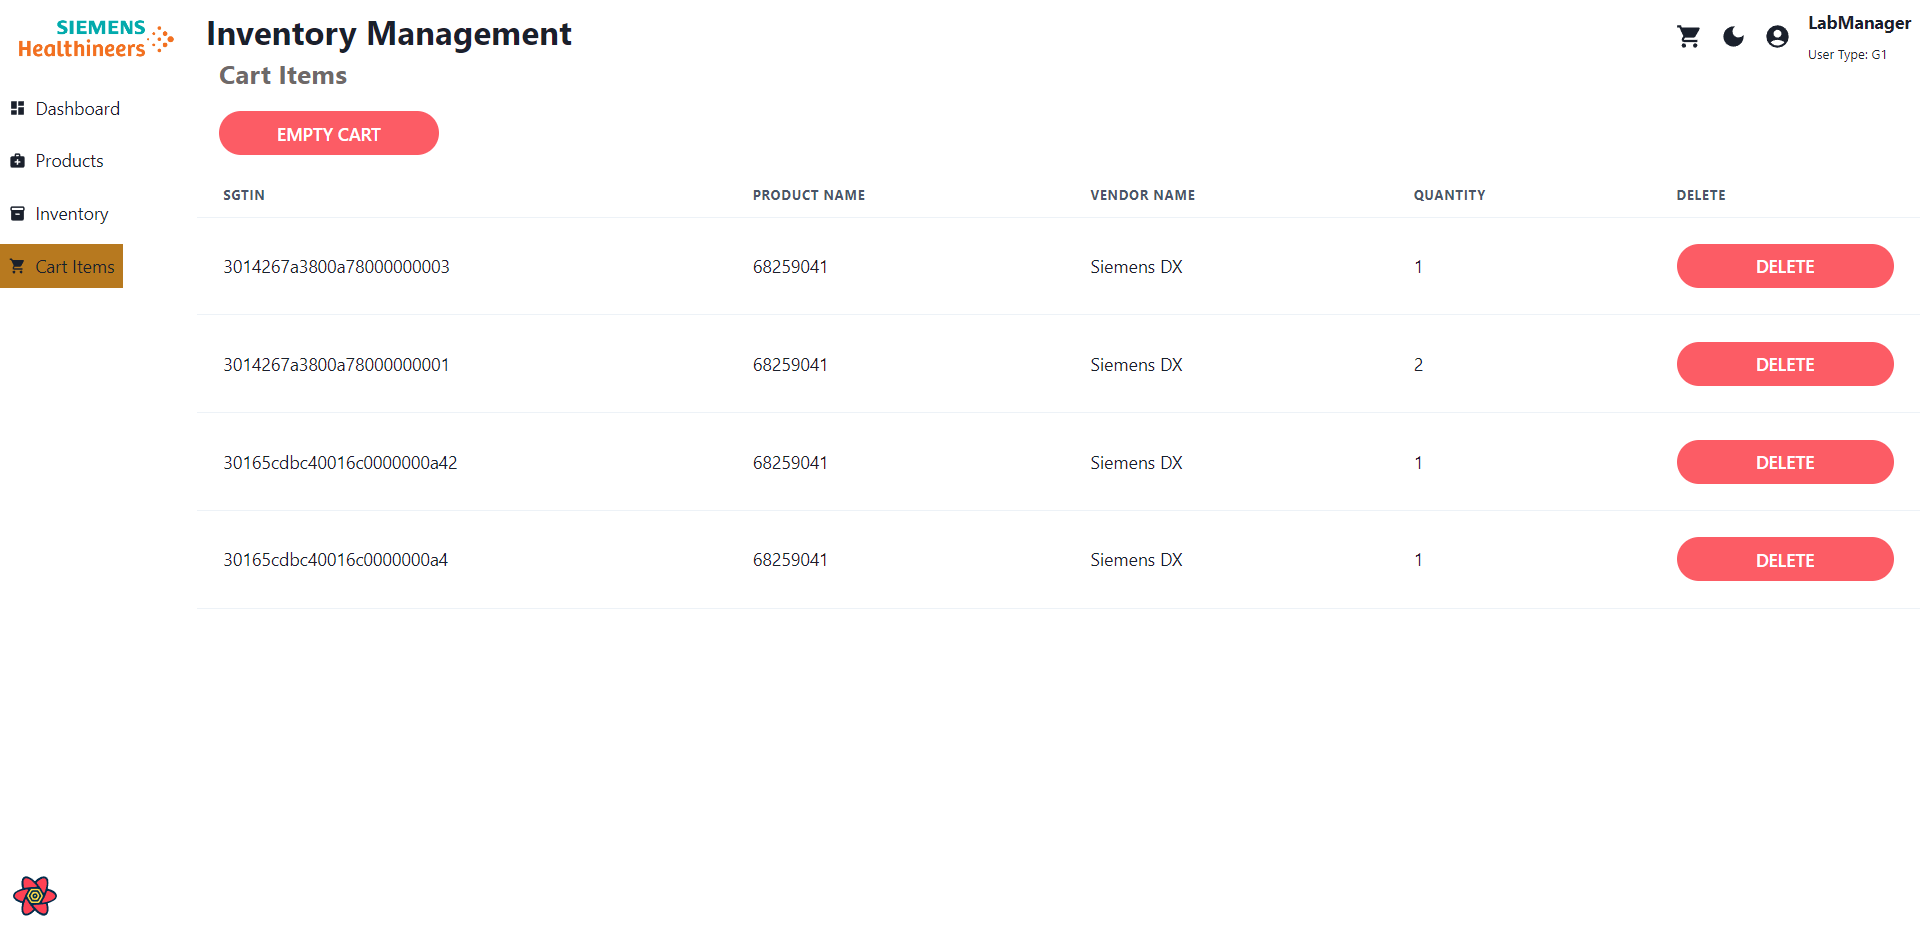 SIEMENS
Healthineers
Inventory Management
LabManager
User Type: G1
Dashboard
Products
Inventory
Cart Items
Cart Items
EMPTY CART
SGTIN PRODUCT NAME VENDOR NAME QUANTITY DELETE
3014267a3800a78000000003 68259041 Siemens DX 1 DELETE
3014267a3800a78000000001 68259041 Siemens DX 2 DELETE
30165cdbc40016c0000000a42 68259041 Siemens DX 1 DELETE
30165cdbc40016c0000000a4 68259041 Siemens DX 1 DELETE